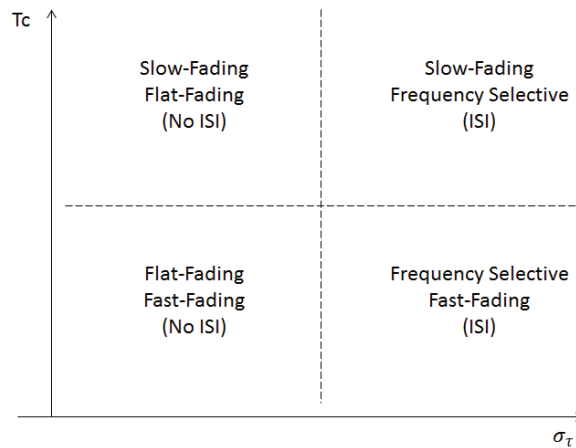 Tc
Slow-Fading
Flat-Fading
(No ISI)
Slow-Fading
Frequency Selective
(ISI)
Flat-Fading
Fast-Fading
(No ISI)
Frequency Selective
Fast-Fading
(ISI)
σ_τ